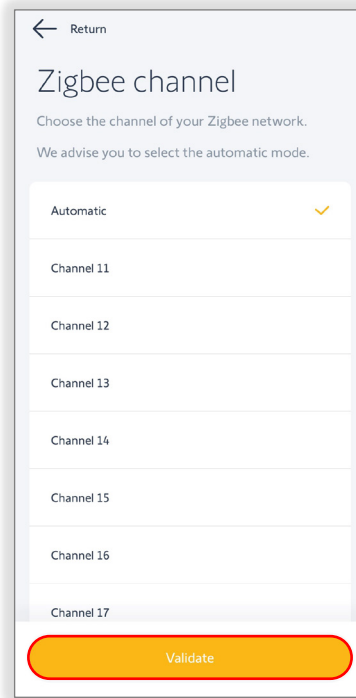 Return
Zigbee channel
Choose the channel of your Zigbee network.
We advise you to select the automatic mode.
Automatic
Channel 11
Channel 12
Channel 13
Channel 14
Channel 15
Channel 16
Channel 17
Validate